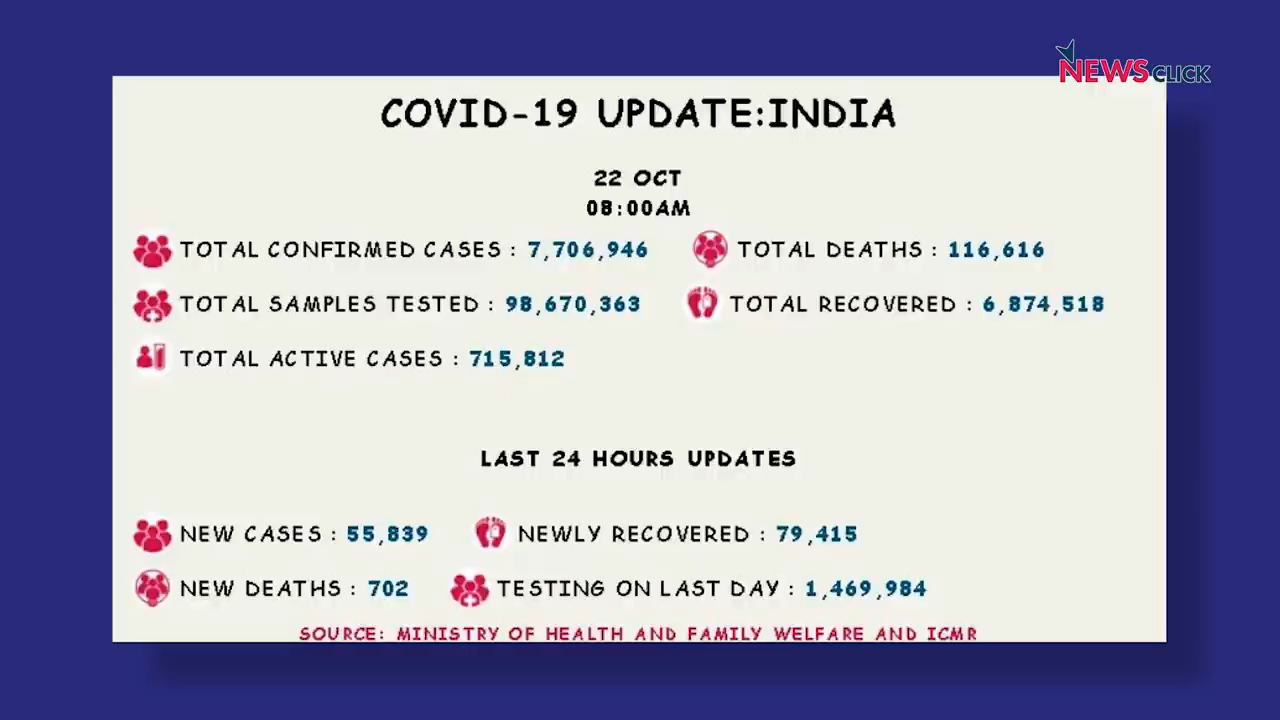 NEWSCLICK
COVID-19 UPDATE:INDIA
22 OCT
08:00AM
TOTAL CONFIRMED CASES : 7,706,946 TOTAL DEATHS : 116,616
TOTAL SAMPLES TESTED : 98,670,363 TOTAL RECOVERED : 6,874,518
TOTAL ACTIVE CASES : 715,812
LAST 24 HOURS UPDATES
NEW CASES : 55,839 NEWLY RECOVERED : 79,415
NEW DEATHS : 702 TESTING ON LAST DAY : 1,469,984
SOURCE: MINISTRY OF HEALTH AND FAMILY WELFARE AND ICMR